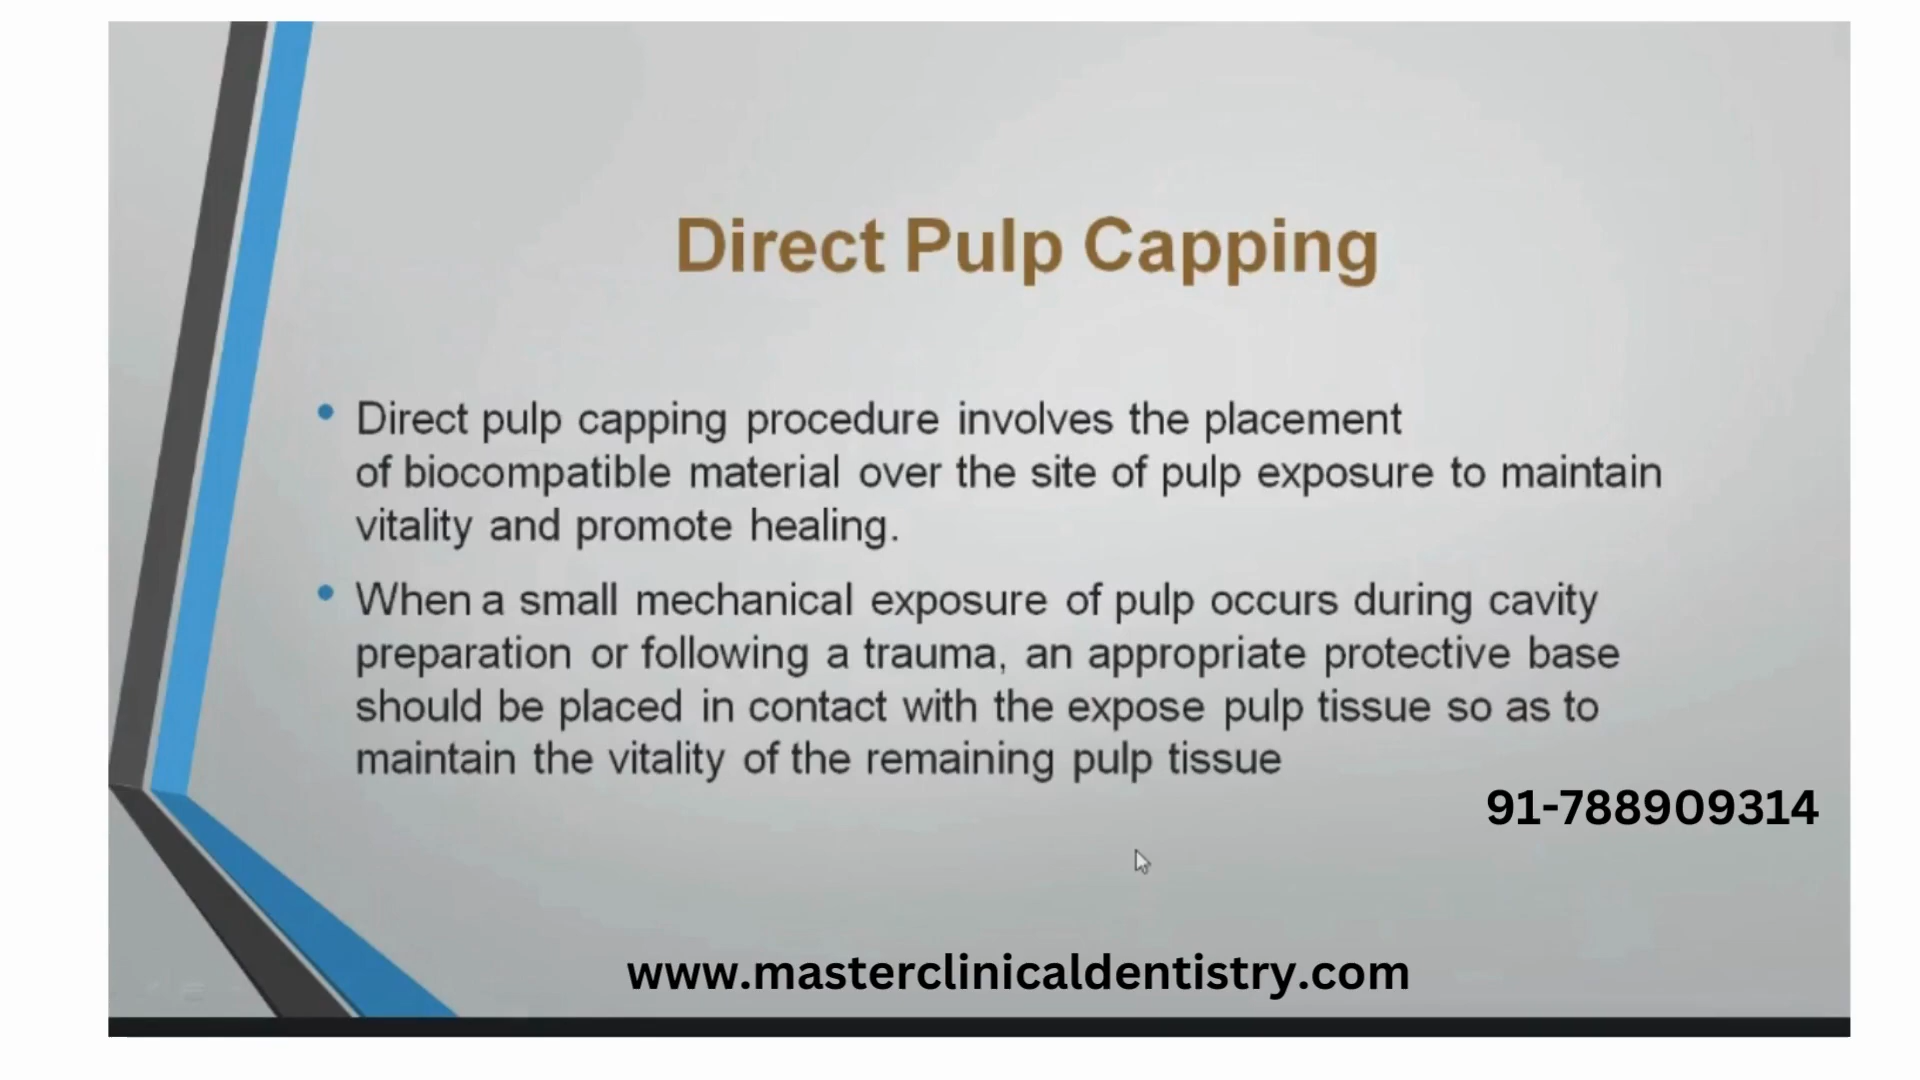 Direct Pulp Capping
• Direct pulp capping procedure involves the placement
of biocompatible material over the site of pulp exposure to maintain
vitality and promote healing.
• When a small mechanical exposure of pulp occurs during cavity
preparation or following a trauma, an appropriate protective base
should be placed in contact with the expose pulp tissue so as to
maintain the vitality of the remaining pulp tissue
91-788909314
www.masterclinicaldentistry.com